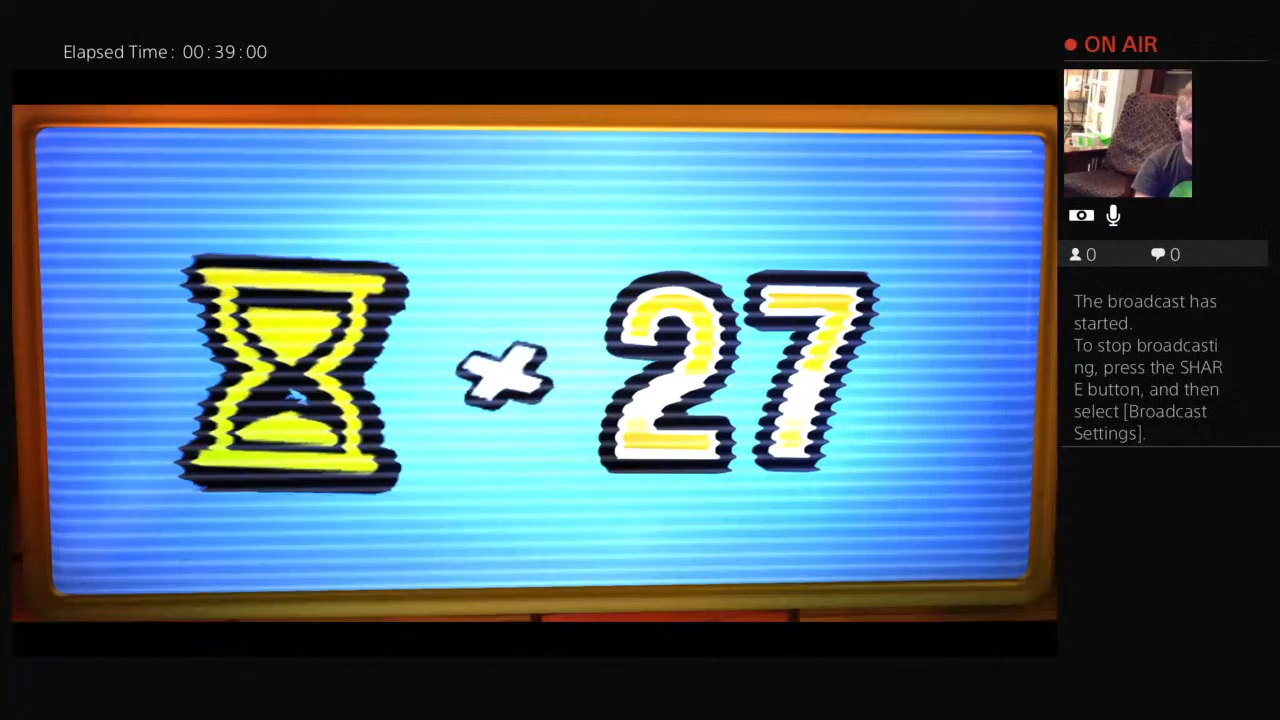 Elapsed Time: 00:39:00
ON AIR
× 27
0 0
The broadcast has
started.
To stop broadcasti
ng, press the SHAR
E button, and then
select [Broadcast
Settings].